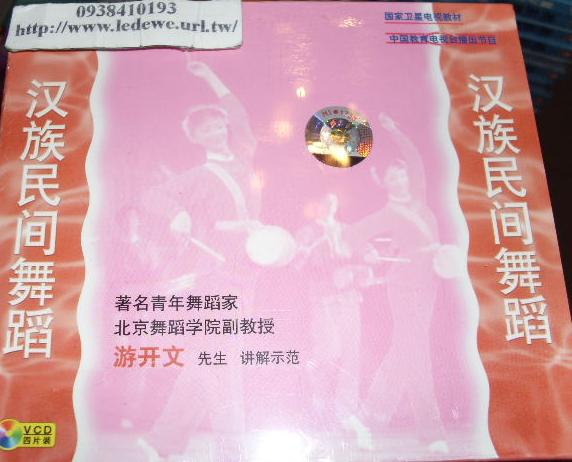 0938410193
http://www.ledewe.url.tw/
国家卫星电视教材
中国教育电视台播出节目
汉族民间舞蹈
汉族民间舞蹈
著名青年舞蹈家
北京舞蹈学院副教授
游开文 先生 讲解示范
VCD
四片装